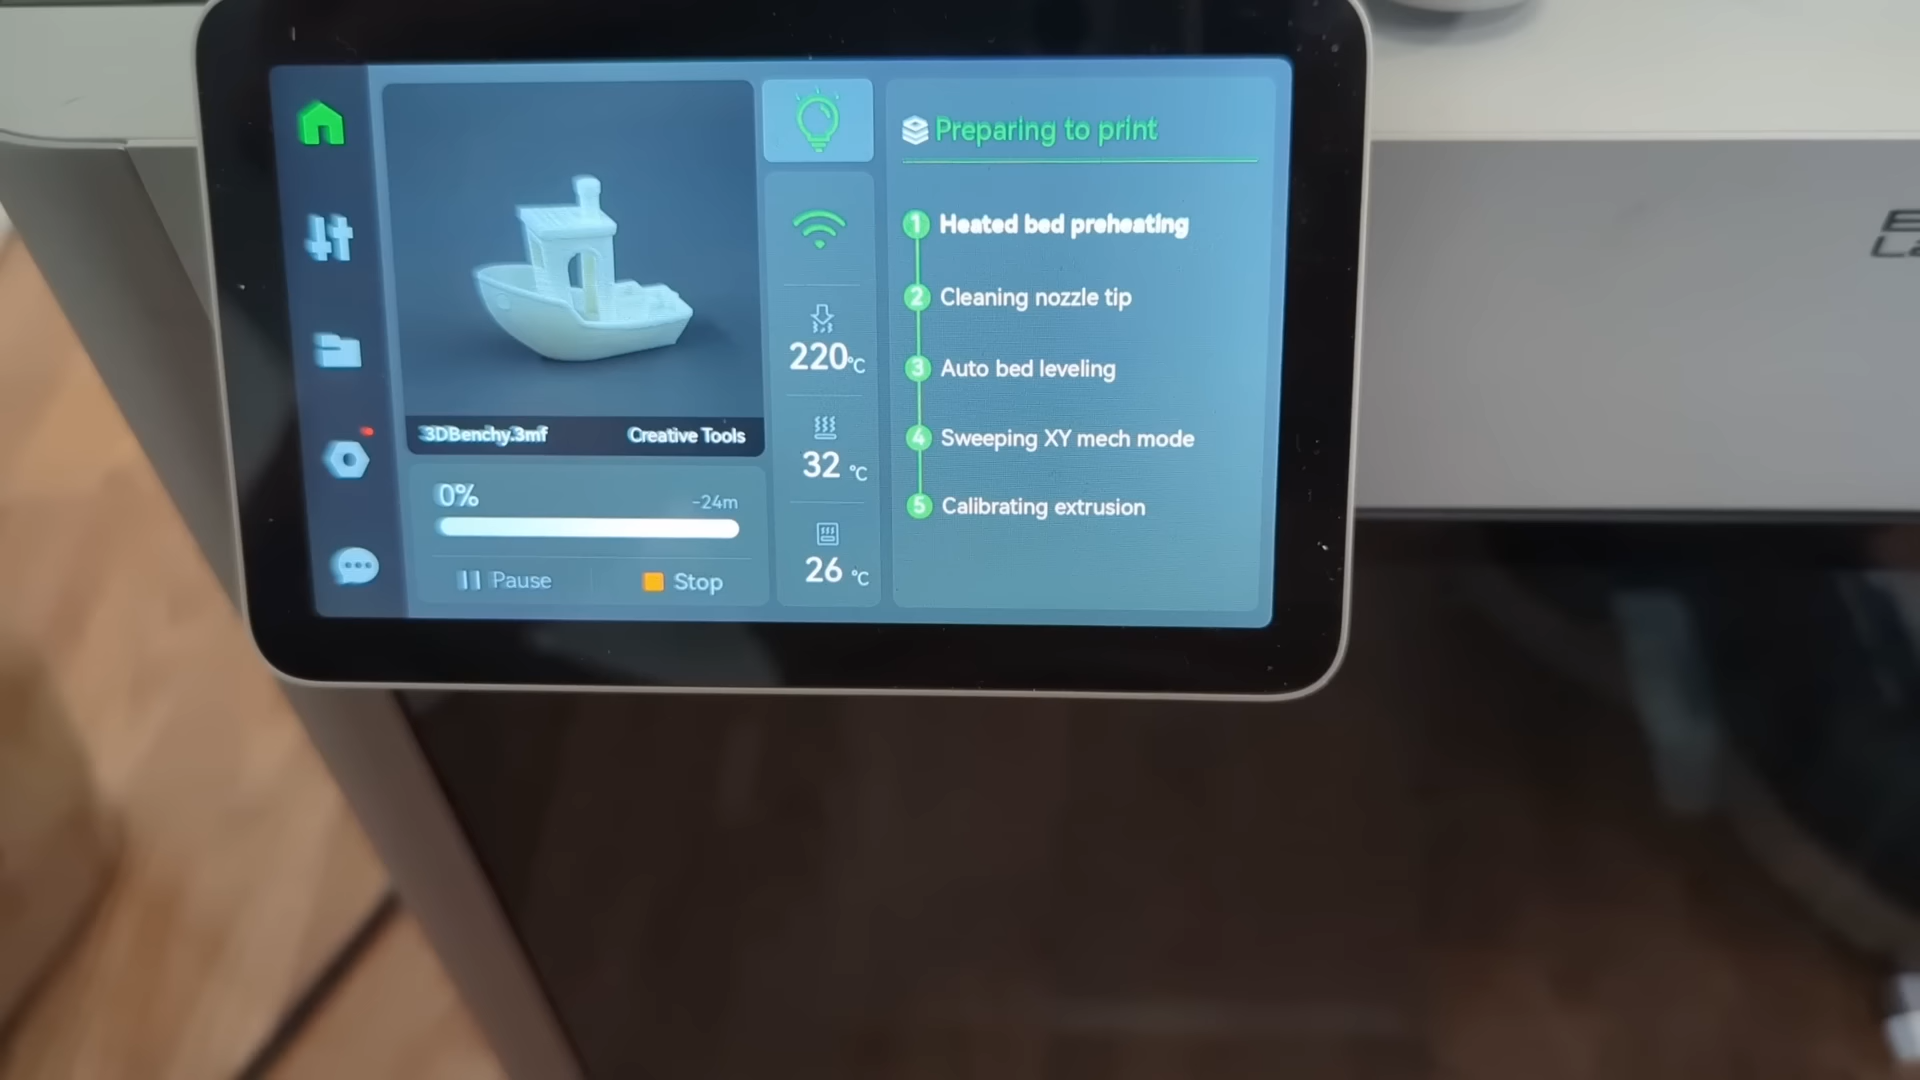 3DBenchy.3mf Creative Tools
0% -24m
Pause Stop
220°C
32 °C
26 °C
Preparing to print
1 Heated bed preheating
2 Cleaning nozzle tip
3 Auto bed leveling
4 Sweeping XY mech mode
5 Calibrating extrusion